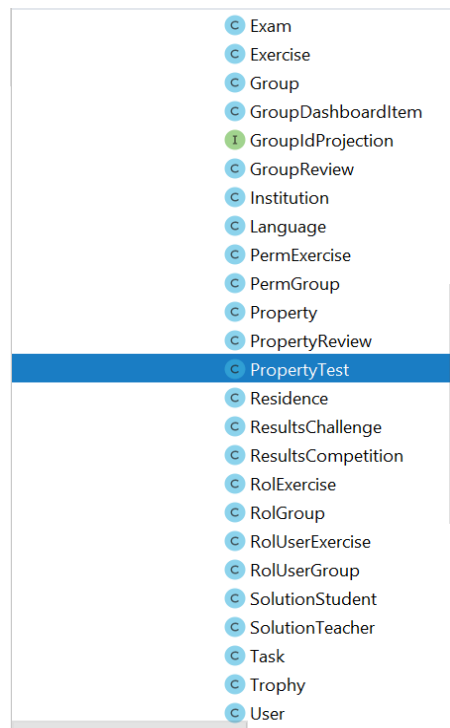 C Exam
C Exercise
C Group
C GroupDashboardItem
I GroupIdProjection
C GroupReview
C Institution
C Language
C PermExercise
C PermGroup
C Property
C PropertyReview
C PropertyTest
C Residence
C ResultsChallenge
C ResultsCompetition
C RolExercise
C RolGroup
C RolUserExercise
C RolUserGroup
C SolutionStudent
C SolutionTeacher
C Task
C Trophy
C User